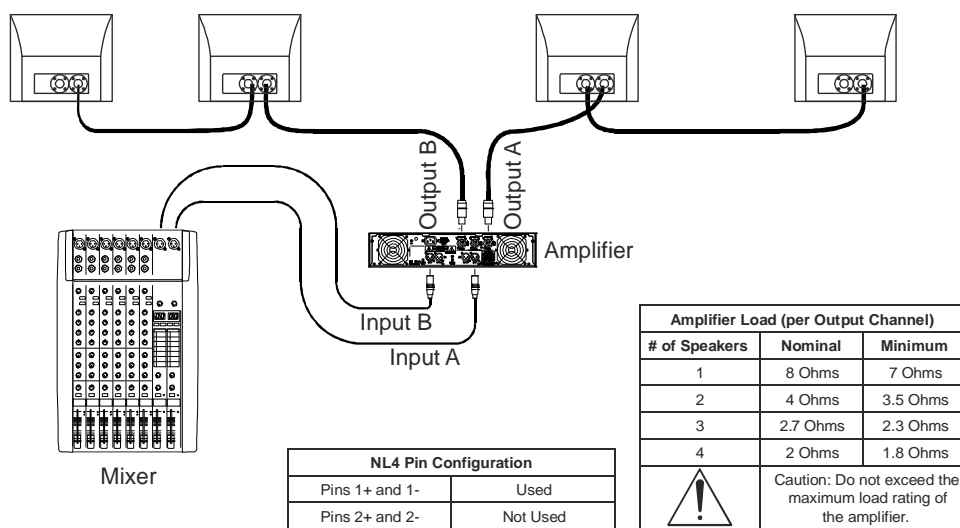 Output B
Output A
Amplifier
Input B
Input A
Mixer
Amplifier Load (per Output Channel)
# of Speakers Nominal Minimum
1 8 Ohms 7 Ohms
2 4 Ohms 3.5 Ohms
3 2.7 Ohms 2.3 Ohms
4 2 Ohms 1.8 Ohms
Caution: Do not exceed the
maximum load rating of
the amplifier.
NL4 Pin Configuration
Pins 1+ and 1- Used
Pins 2+ and 2- Not Used